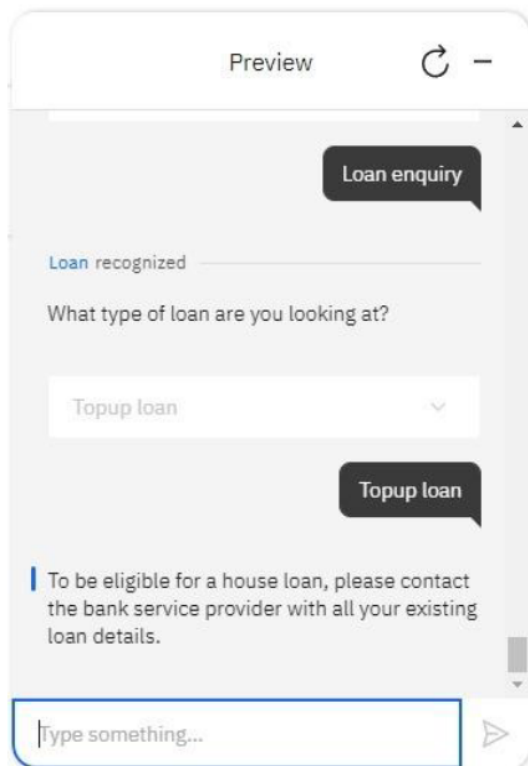 Preview
Loan enquiry
Loan recognized
What type of loan are you looking at?
Topup loan
Topup loan
To be eligible for a house loan, please contact
the bank service provider with all your existing
loan details.
Type something...